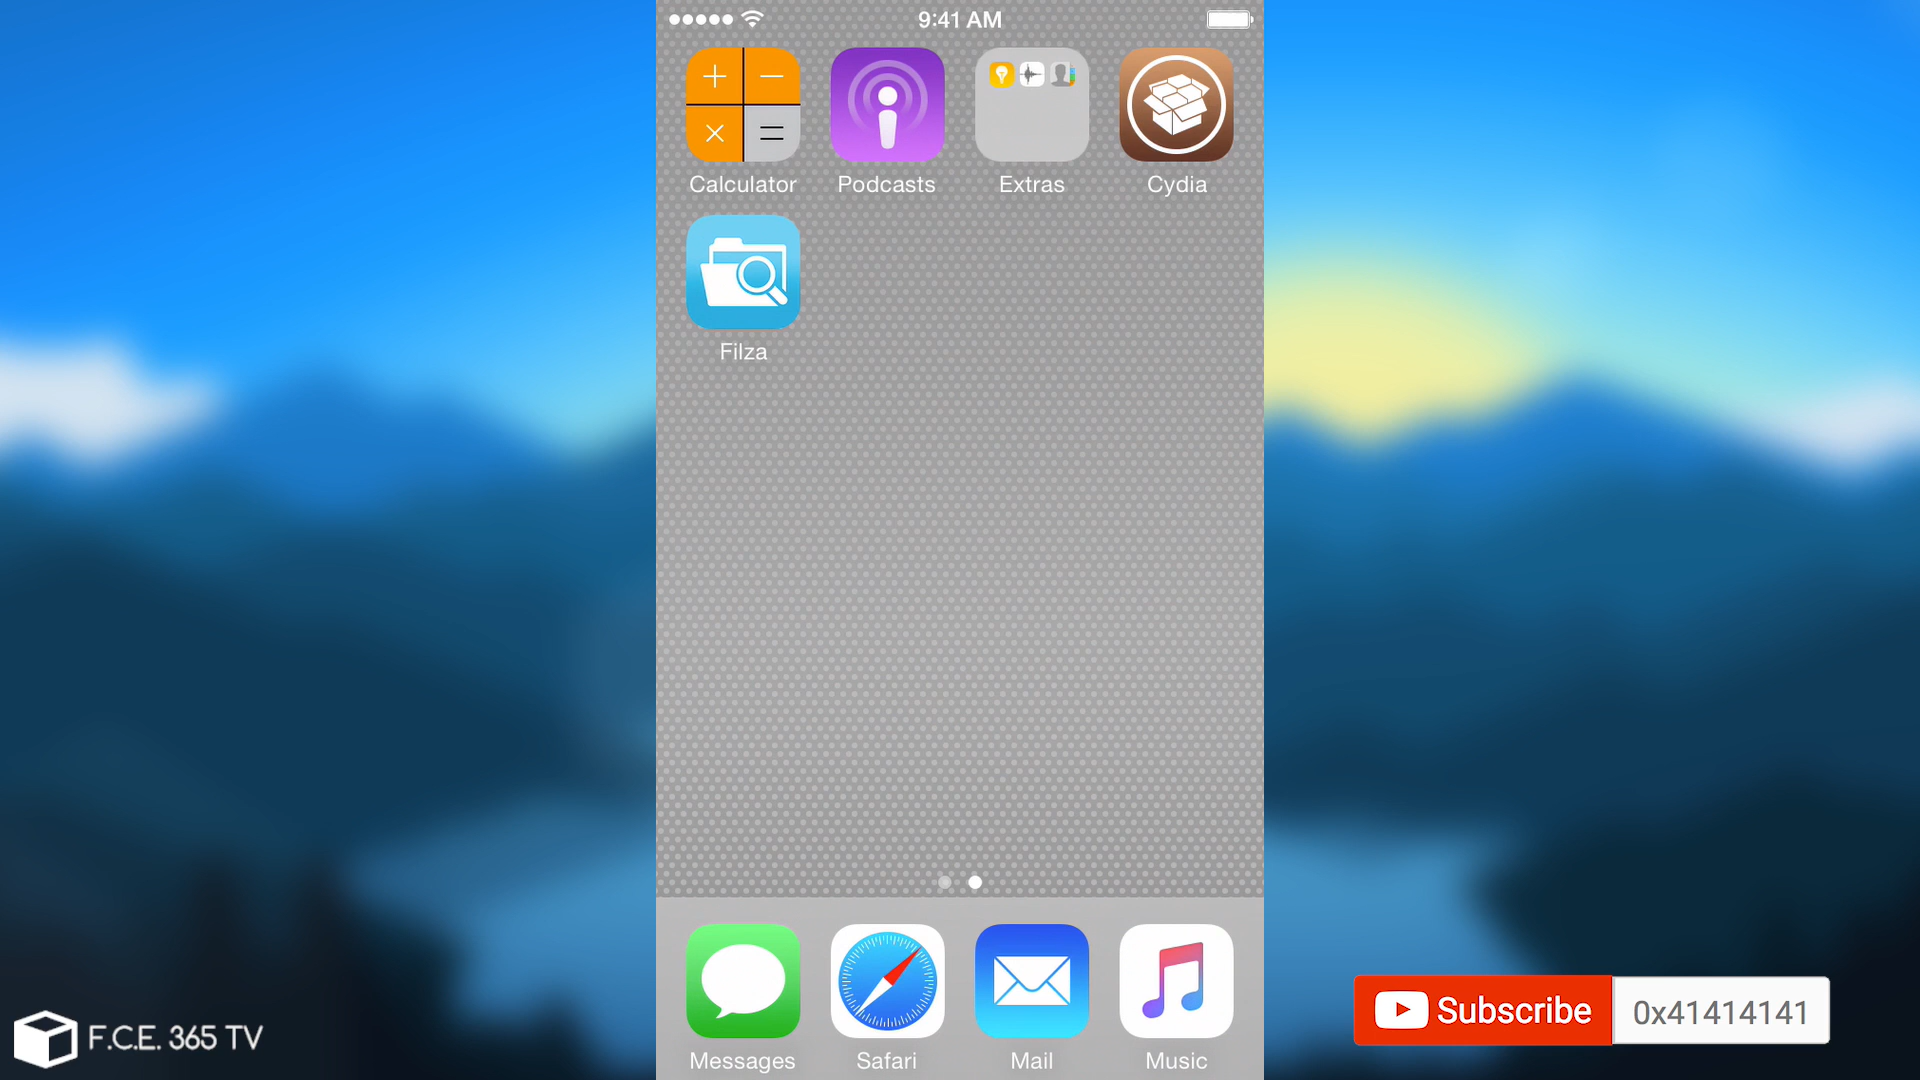 9:41 AM
Calculator
Podcasts
Extras
Cydia
Filza
Messages
Safari
Mail
Music
F.C.E. 365 TV
Subscribe
0x41414141